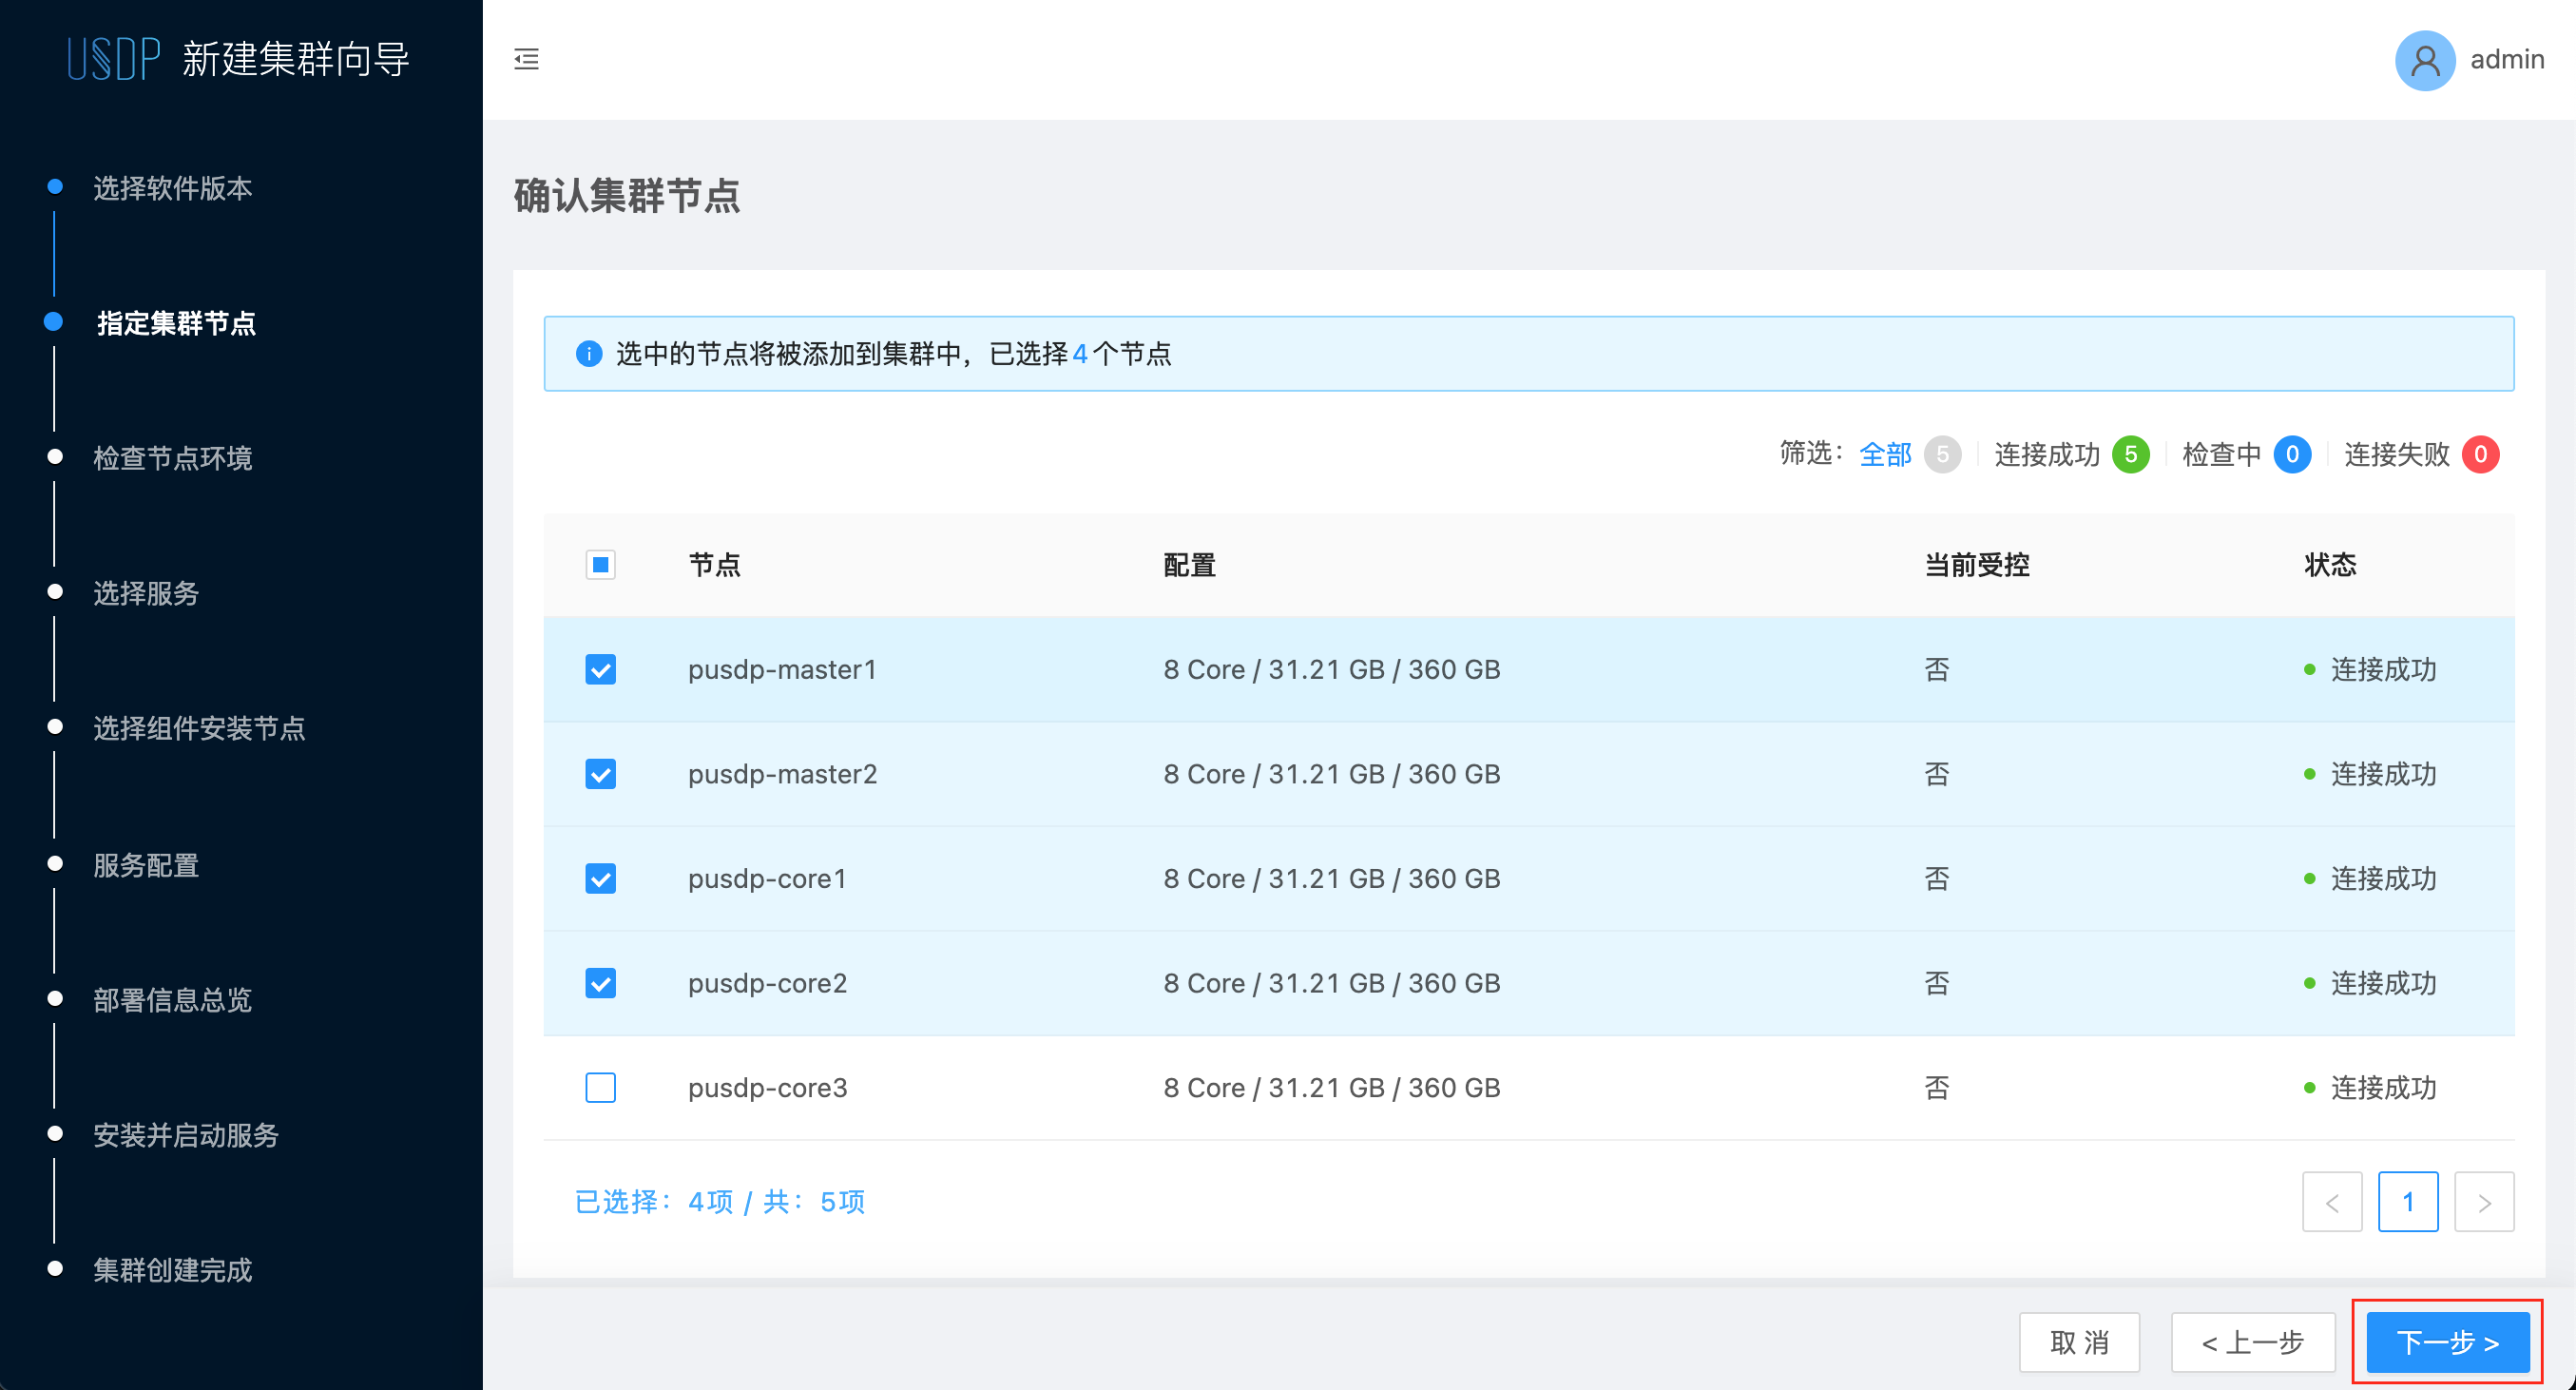 USDP 新建集群向导
admin
选择软件版本
指定集群节点
检查节点环境
选择服务
选择组件安装节点
服务配置
部署信息总览
安装并启动服务
集群创建完成
确认集群节点
选中的节点将被添加到集群中，已选择4个节点
筛选：全部 5 连接成功 5 检查中 0 连接失败 0
节点 配置 当前受控 状态
pusdp-master1 8 Core / 31.21 GB / 360 GB 否 连接成功
pusdp-master2 8 Core / 31.21 GB / 360 GB 否 连接成功
pusdp-core1 8 Core / 31.21 GB / 360 GB 否 连接成功
pusdp-core2 8 Core / 31.21 GB / 360 GB 否 连接成功
pusdp-core3 8 Core / 31.21 GB / 360 GB 否 连接成功
已选择：4项 / 共：5项
< 1 >
取 消 < 上一步 下一步 >